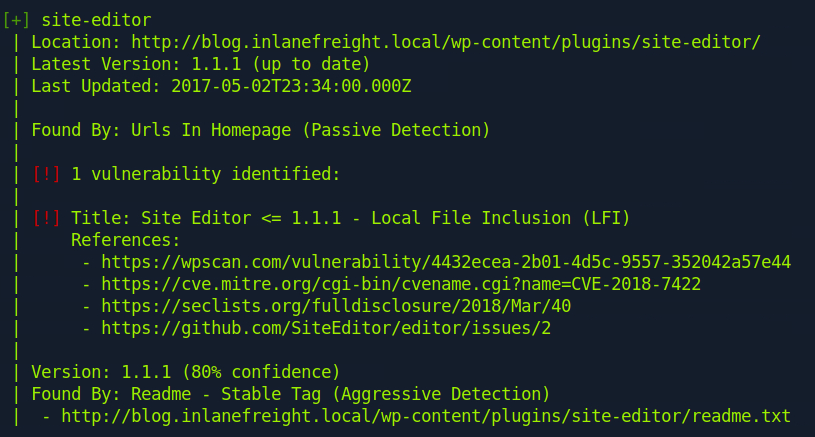 [+] site-editor
| Location: http://blog.inlanefreight.local/wp-content/plugins/site-editor/
| Latest Version: 1.1.1 (up to date)
| Last Updated: 2017-05-02T23:34:00.000Z
|
| Found By: Urls In Homepage (Passive Detection)
|
| [!] 1 vulnerability identified:
|
| [!] Title: Site Editor <= 1.1.1 - Local File Inclusion (LFI)
|     References:
|      - https://wpscan.com/vulnerability/4432ecea-2b01-4d5c-9557-352042a57e44
|      - https://cve.mitre.org/cgi-bin/cvename.cgi?name=CVE-2018-7422
|      - https://seclists.org/fulldisclosure/2018/Mar/40
|      - https://github.com/SiteEditor/editor/issues/2
|
| Version: 1.1.1 (80% confidence)
| Found By: Readme - Stable Tag (Aggressive Detection)
|  - http://blog.inlanefreight.local/wp-content/plugins/site-editor/readme.txt